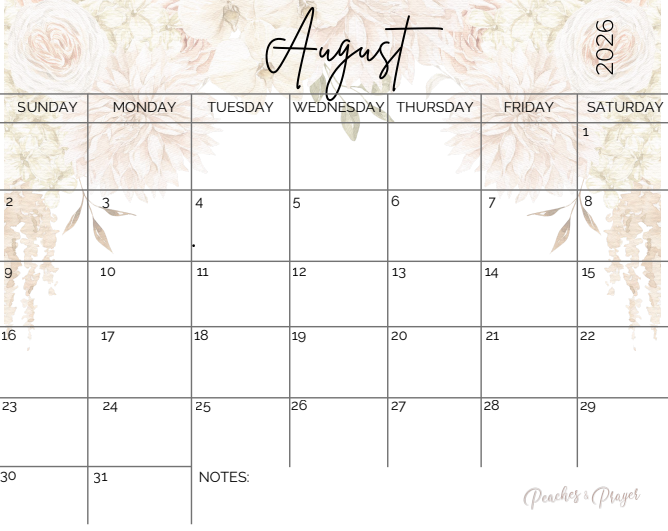 August
2026
SUNDAY MONDAY TUESDAY WEDNESDAY THURSDAY FRIDAY SATURDAY
1
2 3 4 5 6 7 8
9 10 11 12 13 14 15
16 17 18 19 20 21 22
23 24 25 26 27 28 29
30 31 NOTES:
Peaches & Prayer